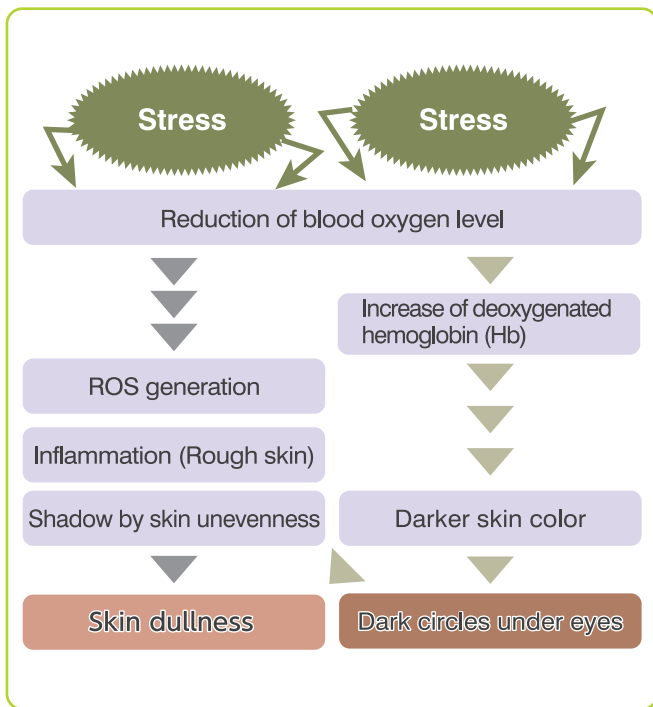 Stress
Stress
Reduction of blood oxygen level
Increase of deoxygenated
hemoglobin (Hb)
ROS generation
Inflammation (Rough skin)
Shadow by skin unevenness
Darker skin color
Skin dullness
Dark circles under eyes